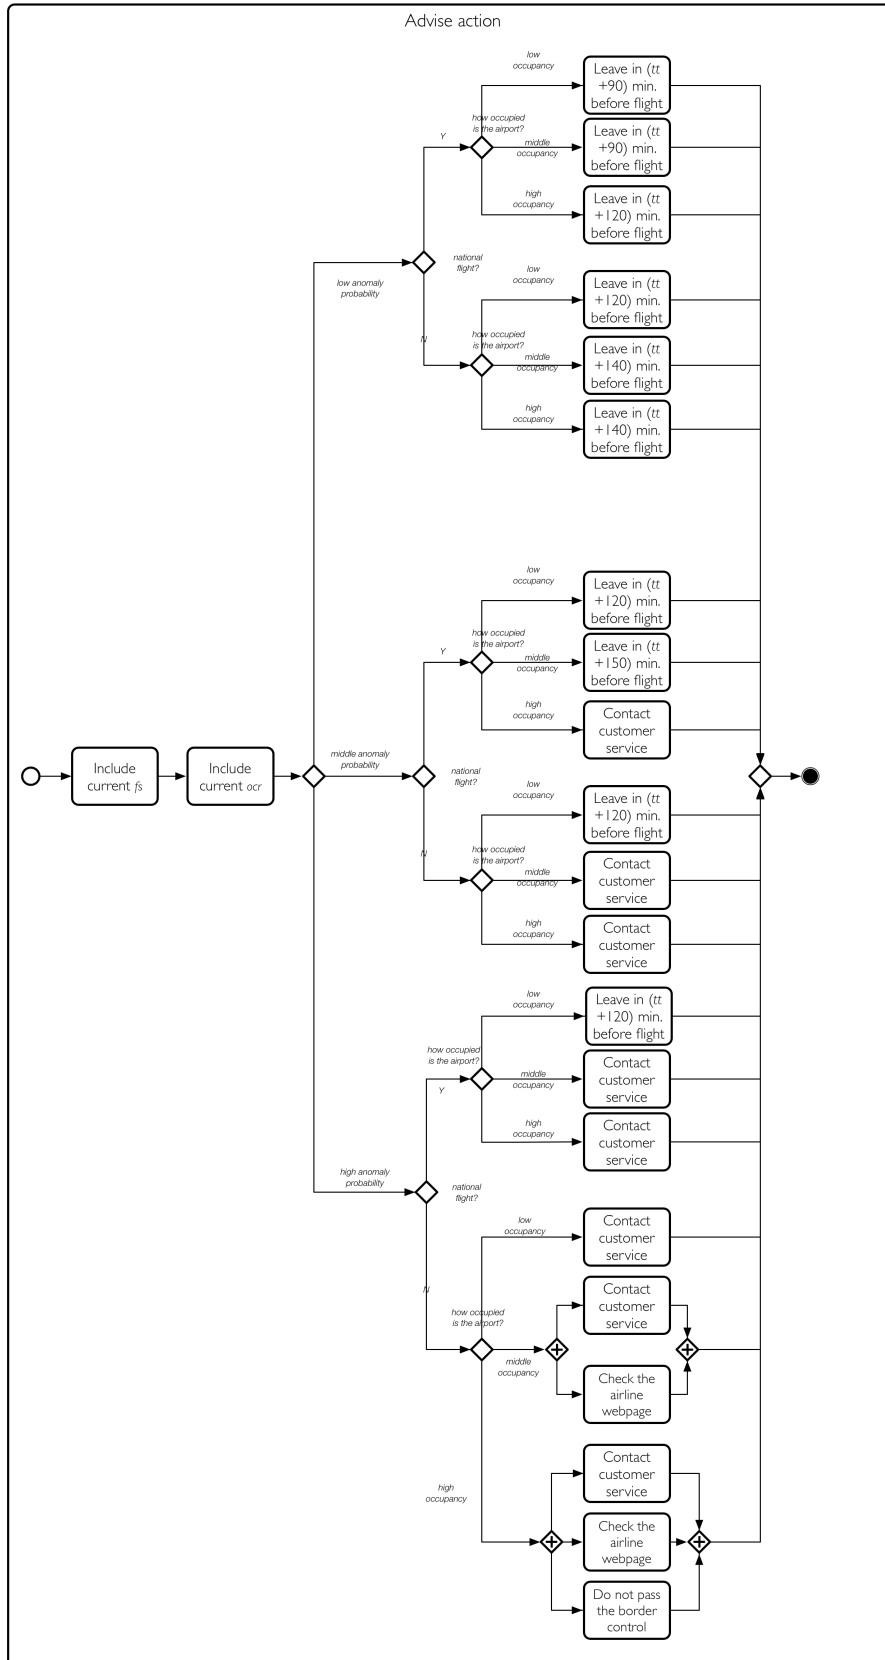 Advise action
low
occupancy
Leave in (tt
+90) min.
before flight
how occupied
is the airport?
Y
middle
occupancy
Leave in (tt
+90) min.
before flight
high
occupancy
Leave in (tt
+120) min.
before flight
national
flight?
low anomaly
probability
low
occupancy
Leave in (tt
+120) min.
before flight
N
how occupied
is the airport?
middle
occupancy
Leave in (tt
+140) min.
before flight
high
occupancy
Leave in (tt
+140) min.
before flight
low
occupancy
Leave in (tt
+120) min.
before flight
how occupied
is the airport?
Y
middle
occupancy
Leave in (tt
+150) min.
before flight
high
occupancy
Contact
customer
service
Include
current fs
Include
current ocr
middle anomaly
probability
national
flight?
low
occupancy
Leave in (tt
+120) min.
before flight
N
how occupied
is the airport?
middle
occupancy
Contact
customer
service
high
occupancy
Contact
customer
service
low
occupancy
Leave in (tt
+120) min.
before flight
how occupied
is the airport?
Y
middle
occupancy
Contact
customer
service
high
occupancy
Contact
customer
service
high anomaly
probability
national
flight?
low
occupancy
Contact
customer
service
N
how occupied
is the airport?
Contact
customer
service
middle
occupancy
Check the
airline
webpage
high
occupancy
Contact
customer
service
Check the
airline
webpage
Do not pass
the border
control